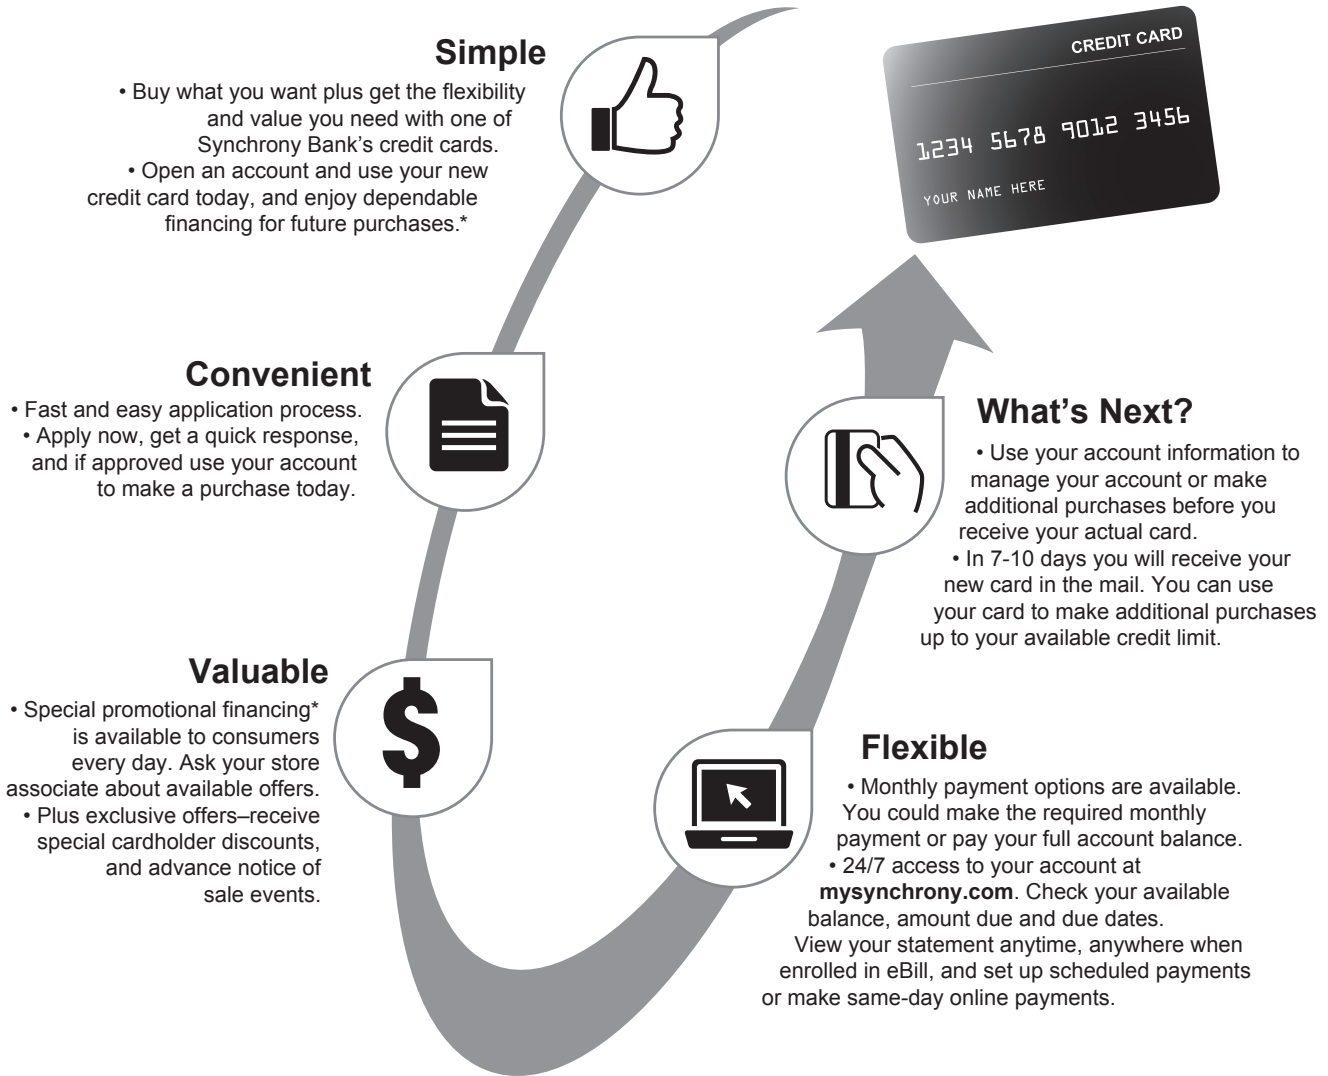 Simple
• Buy what you want plus get the flexibility
and value you need with one of
Synchrony Bank’s credit cards.
• Open an account and use your new
credit card today, and enjoy dependable
financing for future purchases.*
Convenient
• Fast and easy application process.
• Apply now, get a quick response,
and if approved use your account
to make a purchase today.
Valuable
• Special promotional financing*
is available to consumers
every day. Ask your store
associate about available offers.
• Plus exclusive offers–receive
special cardholder discounts,
and advance notice of
sale events.
Flexible
• Monthly payment options are available.
You could make the required monthly
payment or pay your full account balance.
• 24/7 access to your account at
mysynchrony.com. Check your available
balance, amount due and due dates.
View your statement anytime, anywhere when
enrolled in eBill, and set up scheduled payments
or make same-day online payments.
What’s Next?
• Use your account information to
manage your account or make
additional purchases before you
receive your actual card.
• In 7-10 days you will receive your
new card in the mail. You can use
your card to make additional purchases
up to your available credit limit.
CREDIT CARD
1234 5678 9012 3456
YOUR NAME HERE
$